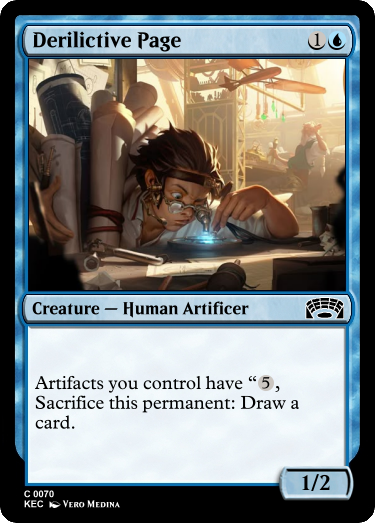 Derilictive Page 1
Creature — Human Artificer
Artifacts you control have “5,
Sacrifice this permanent: Draw a
card.
1/2
C 0070
KEC Vero Medina